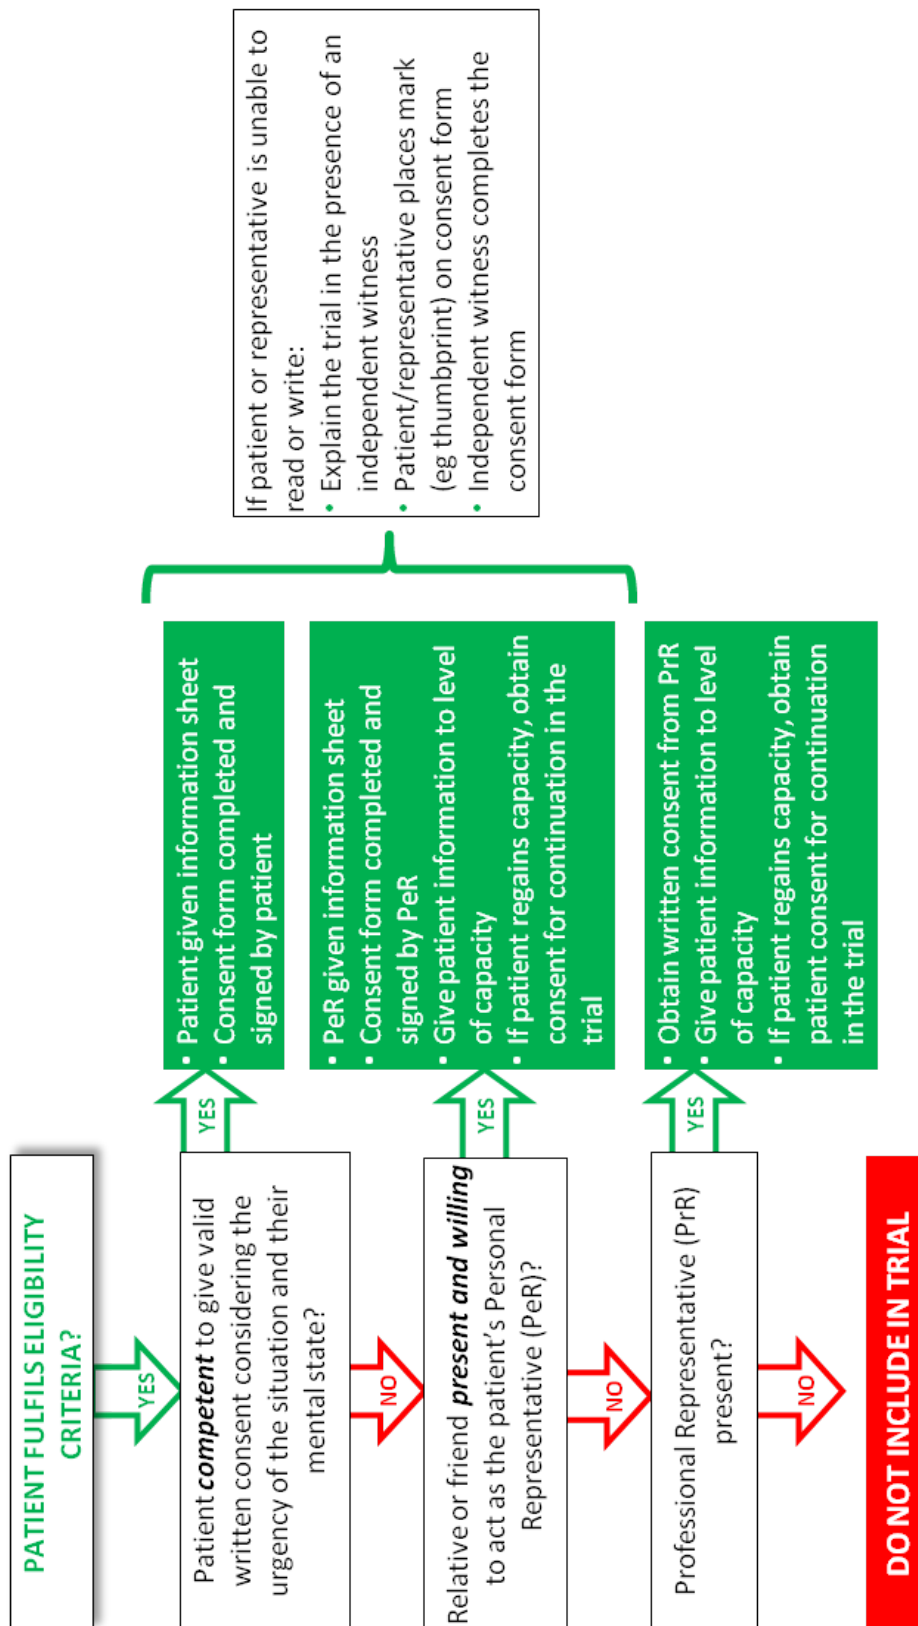 PATIENT FULFILS ELIGIBILITY
CRITERIA?
YES
Patient competent to give valid
written consent considering the
urgency of the situation and their
mental state?
YES
• Patient given information sheet
• Consent form completed and
signed by patient
NO
Relative or friend present and willing
to act as the patient's Personal
Representative (PeR)?
YES
• PeR given information sheet
• Consent form completed and
signed by PeR
• Give patient information to level
of capacity
• If patient regains capacity, obtain
consent for continuation in the
trial
NO
Professional Representative (PrR)
present?
YES
• Obtain written consent from PrR
• Give patient information to level
of capacity
• If patient regains capacity, obtain
patient consent for continuation
in the trial
NO
DO NOT INCLUDE IN TRIAL
If patient or representative is unable to
read or write:
• Explain the trial in the presence of an
independent witness
• Patient/representative places mark
(eg thumbprint) on consent form
• Independent witness completes the
consent form